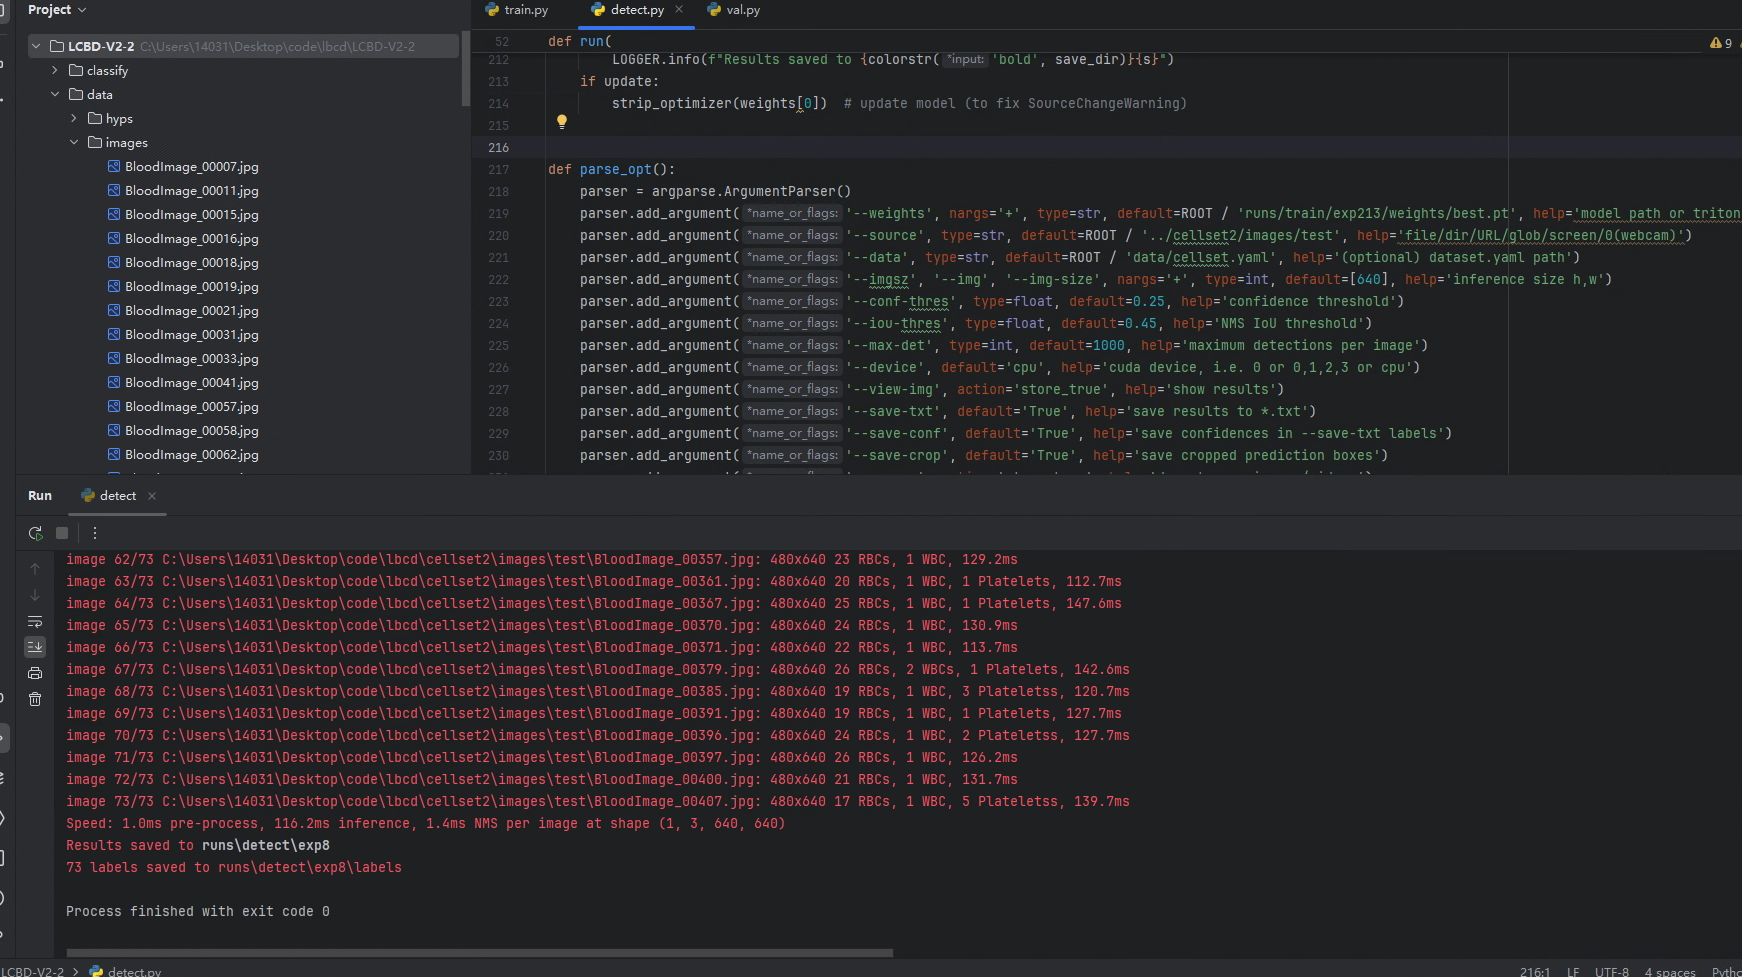 Project
LCBD-V2-2 C:\Users\14031\Desktop\code\lbcd\LCBD-V2-2
classify
data
hyps
images
BloodImage_00007.jpg
BloodImage_00011.jpg
BloodImage_00015.jpg
BloodImage_00016.jpg
BloodImage_00018.jpg
BloodImage_00019.jpg
BloodImage_00021.jpg
BloodImage_00031.jpg
BloodImage_00033.jpg
BloodImage_00041.jpg
BloodImage_00057.jpg
BloodImage_00058.jpg
BloodImage_00062.jpg
train.py detect.py val.py
52 def run(
9
212 LOGGER.info(f"Results saved to {colorstr( *input: 'bold', save_dir)}{s}")
213 if update:
214 strip_optimizer(weights[0]) # update model (to fix SourceChangeWarning)
215
216
217 def parse_opt():
218 parser = argparse.ArgumentParser()
219 parser.add_argument( *name_or_flags: '--weights', nargs='+', type=str, default=ROOT / 'runs/train/exp213/weights/best.pt', help='model path or triton
220 parser.add_argument( *name_or_flags: '--source', type=str, default=ROOT / '../cellset2/images/test', help='file/dir/URL/glob/screen/0(webcam)')
221 parser.add_argument( *name_or_flags: '--data', type=str, default=ROOT / 'data/cellset.yaml', help='(optional) dataset.yaml path')
222 parser.add_argument( *name_or_flags: '--imgsz', '--img', '--img-size', nargs='+', type=int, default=[640], help='inference size h,w')
223 parser.add_argument( *name_or_flags: '--conf-thres', type=float, default=0.25, help='confidence threshold')
224 parser.add_argument( *name_or_flags: '--iou-thres', type=float, default=0.45, help='NMS IoU threshold')
225 parser.add_argument( *name_or_flags: '--max-det', type=int, default=1000, help='maximum detections per image')
226 parser.add_argument( *name_or_flags: '--device', default='cpu', help='cuda device, i.e. 0 or 0,1,2,3 or cpu')
227 parser.add_argument( *name_or_flags: '--view-img', action='store_true', help='show results')
228 parser.add_argument( *name_or_flags: '--save-txt', default='True', help='save results to *.txt')
229 parser.add_argument( *name_or_flags: '--save-conf', default='True', help='save confidences in --save-txt labels')
230 parser.add_argument( *name_or_flags: '--save-crop', default='True', help='save cropped prediction boxes')
Run detect
image 62/73 C:\Users\14031\Desktop\code\lbcd\cellset2\images\test\BloodImage_00357.jpg: 480x640 23 RBCs, 1 WBC, 129.2ms
image 63/73 C:\Users\14031\Desktop\code\lbcd\cellset2\images\test\BloodImage_00361.jpg: 480x640 20 RBCs, 1 WBC, 1 Platelets, 112.7ms
image 64/73 C:\Users\14031\Desktop\code\lbcd\cellset2\images\test\BloodImage_00367.jpg: 480x640 25 RBCs, 1 WBC, 1 Platelets, 147.6ms
image 65/73 C:\Users\14031\Desktop\code\lbcd\cellset2\images\test\BloodImage_00370.jpg: 480x640 24 RBCs, 1 WBC, 130.9ms
image 66/73 C:\Users\14031\Desktop\code\lbcd\cellset2\images\test\BloodImage_00371.jpg: 480x640 22 RBCs, 1 WBC, 113.7ms
image 67/73 C:\Users\14031\Desktop\code\lbcd\cellset2\images\test\BloodImage_00379.jpg: 480x640 26 RBCs, 2 WBCs, 1 Platelets, 142.6ms
image 68/73 C:\Users\14031\Desktop\code\lbcd\cellset2\images\test\BloodImage_00385.jpg: 480x640 19 RBCs, 1 WBC, 3 Plateletss, 120.7ms
image 69/73 C:\Users\14031\Desktop\code\lbcd\cellset2\images\test\BloodImage_00391.jpg: 480x640 19 RBCs, 1 WBC, 1 Platelets, 127.7ms
image 70/73 C:\Users\14031\Desktop\code\lbcd\cellset2\images\test\BloodImage_00396.jpg: 480x640 24 RBCs, 1 WBC, 2 Plateletss, 127.7ms
image 71/73 C:\Users\14031\Desktop\code\lbcd\cellset2\images\test\BloodImage_00397.jpg: 480x640 26 RBCs, 1 WBC, 126.2ms
image 72/73 C:\Users\14031\Desktop\code\lbcd\cellset2\images\test\BloodImage_00400.jpg: 480x640 21 RBCs, 1 WBC, 131.7ms
image 73/73 C:\Users\14031\Desktop\code\lbcd\cellset2\images\test\BloodImage_00407.jpg: 480x640 17 RBCs, 1 WBC, 5 Plateletss, 139.7ms
Speed: 1.0ms pre-process, 116.2ms inference, 1.4ms NMS per image at shape (1, 3, 640, 640)
Results saved to runs\detect\exp8
73 labels saved to runs\detect\exp8\labels
Process finished with exit code 0
LCBD-V2-2 > detect.py 216:1 LF UTF-8 4 spaces Pytho